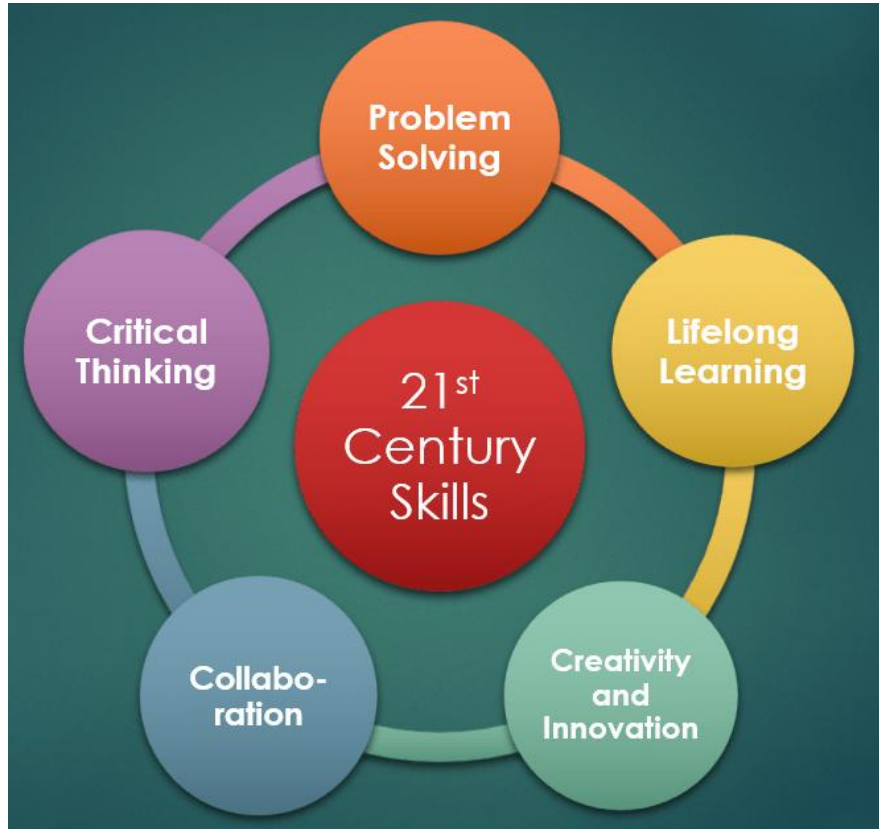 Problem
Solving
Lifelong
Learning
Creativity
and
Innovation
Collabo-
ration
Critical
Thinking
21st
Century
Skills